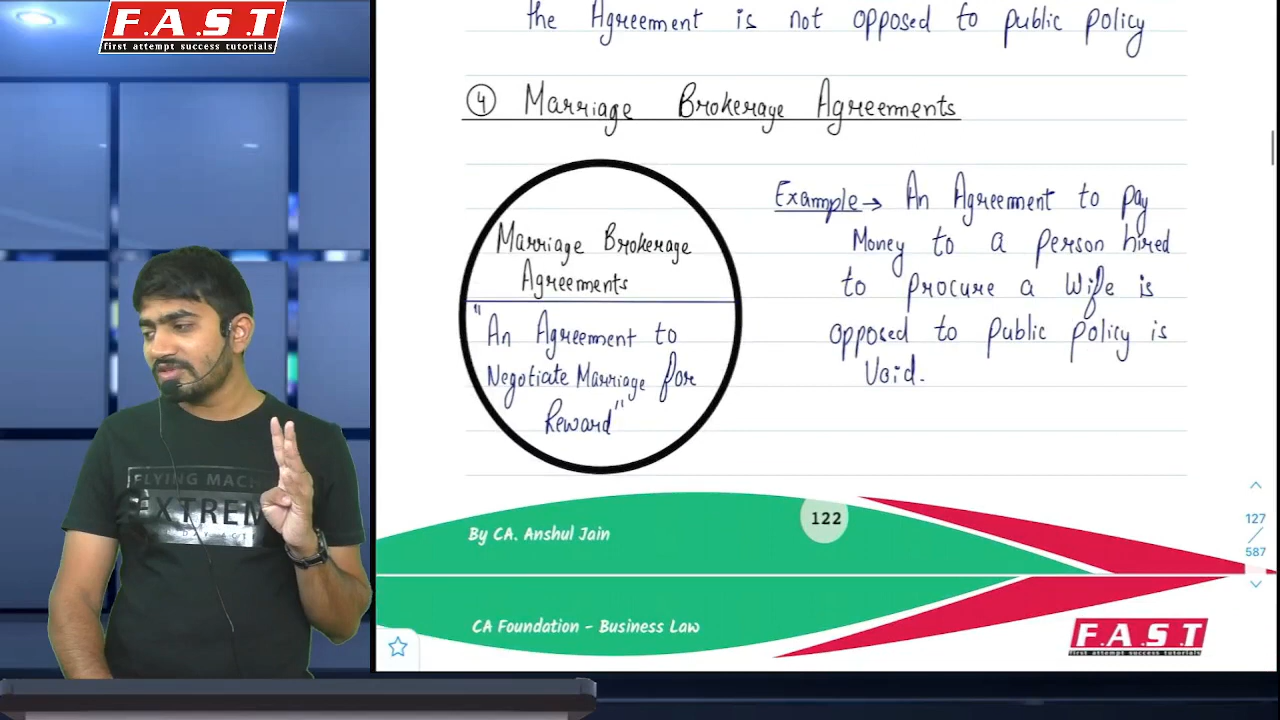 F.A.S.T
first attempt success tutorials
the Agreement is not opposed to public policy
④ Marriage Brokerage Agreements
Marriage Brokerage
Agreements
"An Agreement to
Negotiate Marriage for
Reward"
Example → An Agreement to pay
Money to a person hired
to procure a Wife is
opposed to public policy is
Void.
FLYING MACH
EXTREM
By CA. Anshul Jain
122
127
587
CA Foundation - Business Law
F.A.S.T
first attempt success tutorials